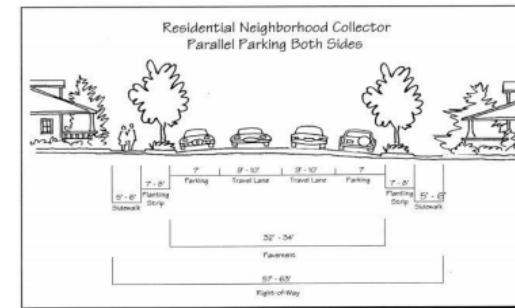 Residential Neighborhood Collector
Parallel Parking Both Sides
7' 9' - 10' 9' - 10' 7'
Parking Travel Lane Travel Lane Parking
7' - 8' 7' - 8'
Planting Strip Planting Strip
5' - 6' 5' - 6'
Sidewalk Sidewalk
32' - 34'
Pavement
57' - 63'
Right-of-Way